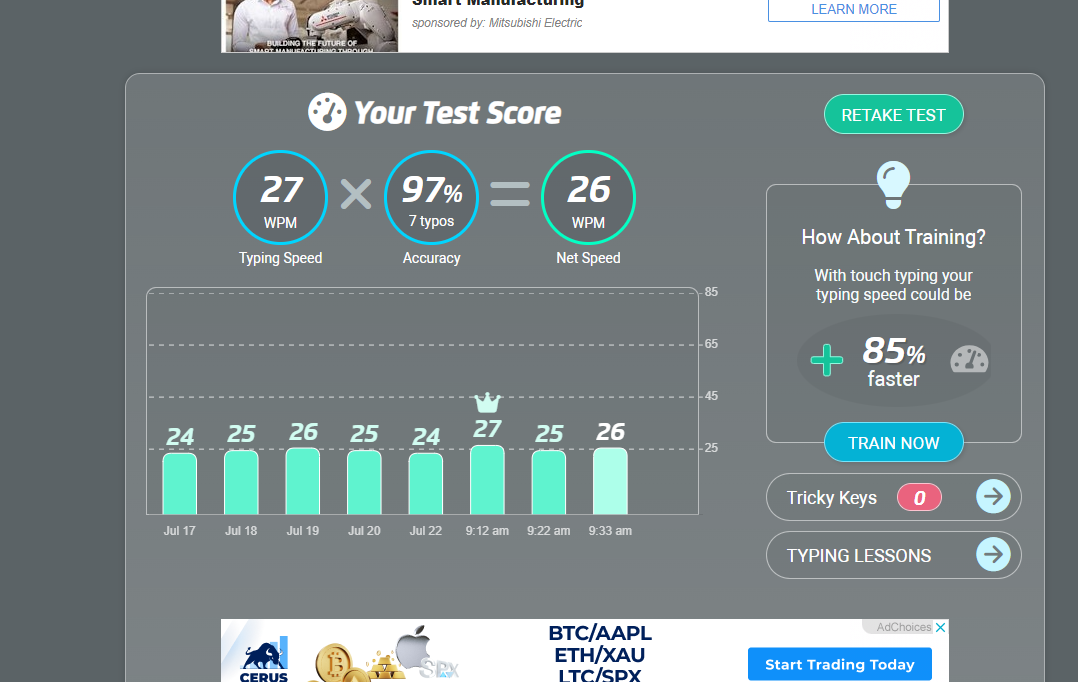 Smart Manufacturing
sponsored by: Mitsubishi Electric
LEARN MORE
BUILDING THE FUTURE OF
SMART MANUFACTURING THROUGH
Your Test Score
RETAKE TEST
27
WPM
Typing Speed
97%
7 typos
Accuracy
26
WPM
Net Speed
85
65
45
25
24 25 26 25 24 27 25 26
Jul 17 Jul 18 Jul 19 Jul 20 Jul 22 9:12 am 9:22 am 9:33 am
How About Training?
With touch typing your
typing speed could be
85%
faster
TRAIN NOW
Tricky Keys 0
TYPING LESSONS
CERUS
SPX
BTC/AAPL
ETH/XAU
LTC/SPX
AdChoices
Start Trading Today